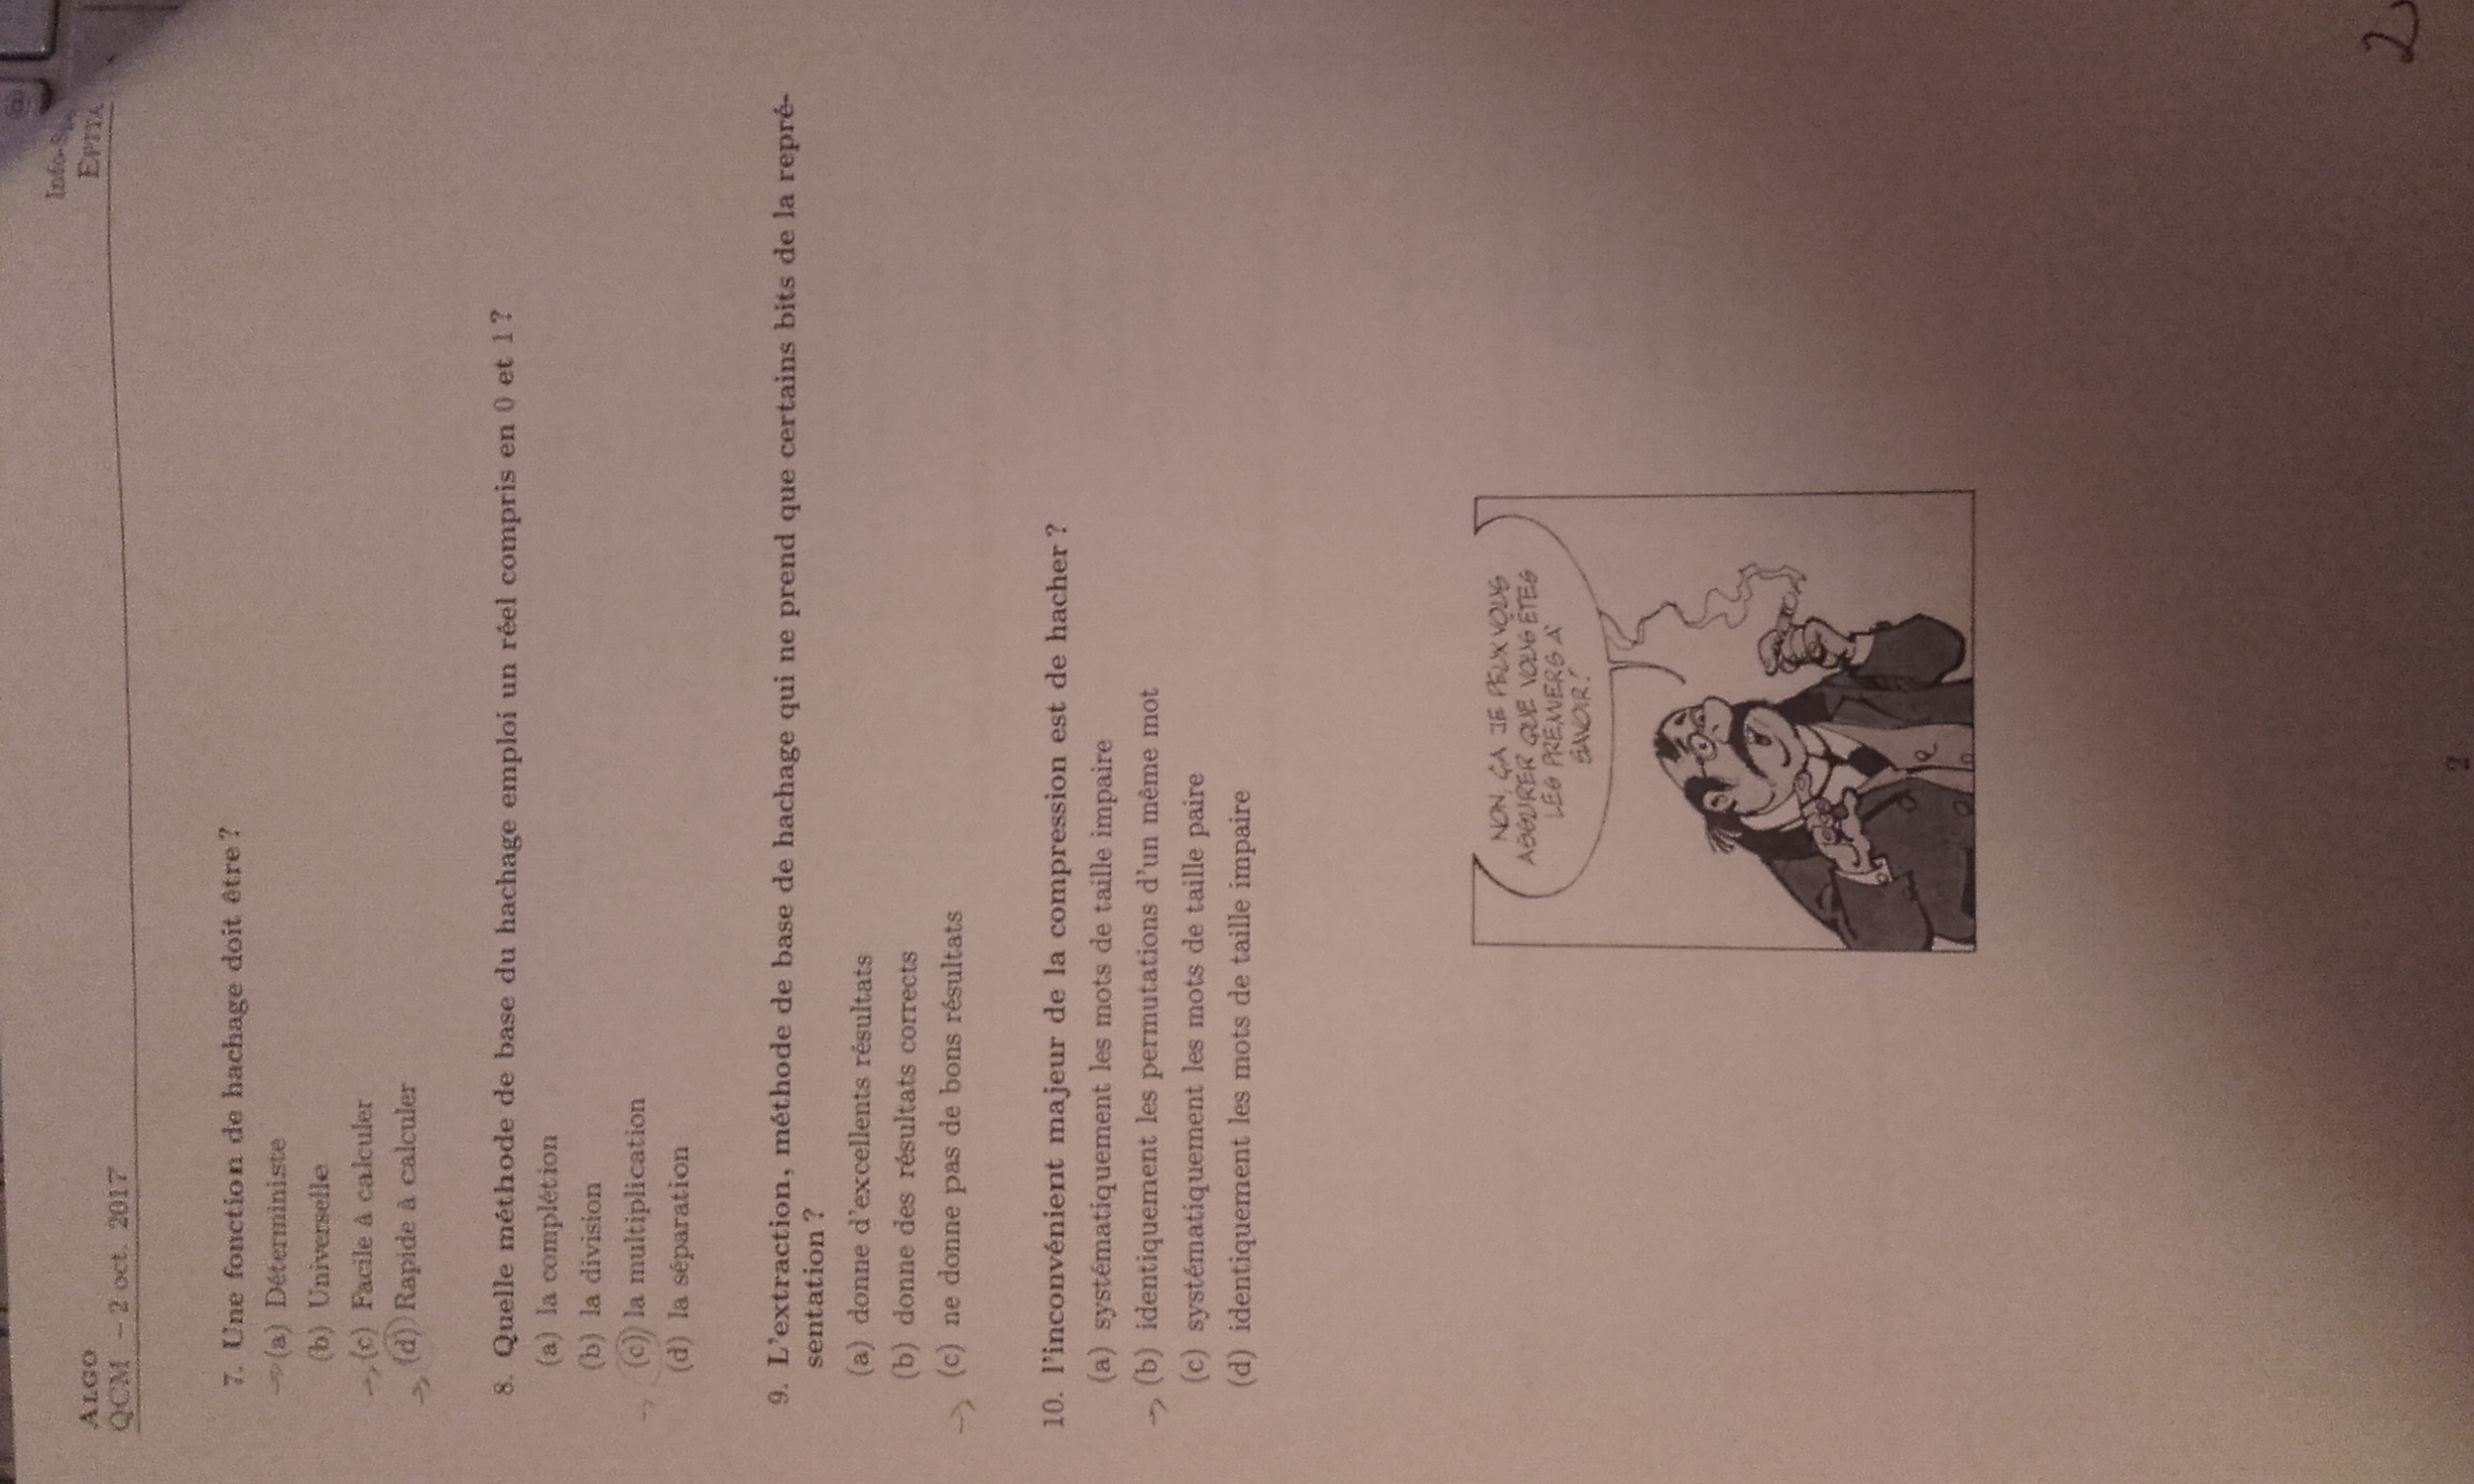 ALGO
QCM – 2 oct. 2017
EPITA
7. Une fonction de hachage doit être ?
→ (a) Déterministe
(b) Universelle
→ (c) Facile à calculer
→ (d) Rapide à calculer
8. Quelle méthode de base du hachage emploi un réel compris en 0 et 1 ?
(a) la complétion
(b) la division
→ (c) la multiplication
(d) la séparation
9. L'extraction, méthode de base de hachage qui ne prend que certains bits de la repré-
sentation ?
(a) donne d'excellents résultats
(b) donne des résultats corrects
→ (c) ne donne pas de bons résultats
10. l'inconvénient majeur de la compression est de hacher ?
(a) systématiquement les mots de taille impaire
→ (b) identiquement les permutations d'un même mot
(c) systématiquement les mots de taille paire
(d) identiquement les mots de taille impaire
NON ÇA JE PEUX VOUS
ASSURER QUE VOUS ÊTES
LES PREMIERS À
SAVOIR !
2
2